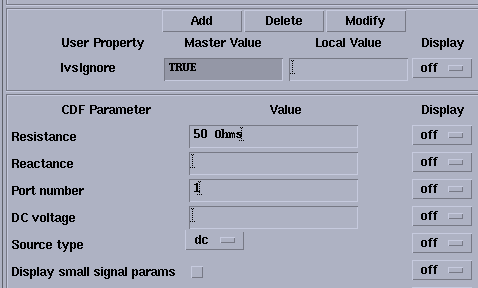 Add Delete Modify
User Property Master Value Local Value Display
lvsIgnore TRUE off
CDF Parameter Value Display
Resistance 50 Ohms off
Reactance off
Port number 1 off
DC voltage off
Source type dc off
Display small signal params off